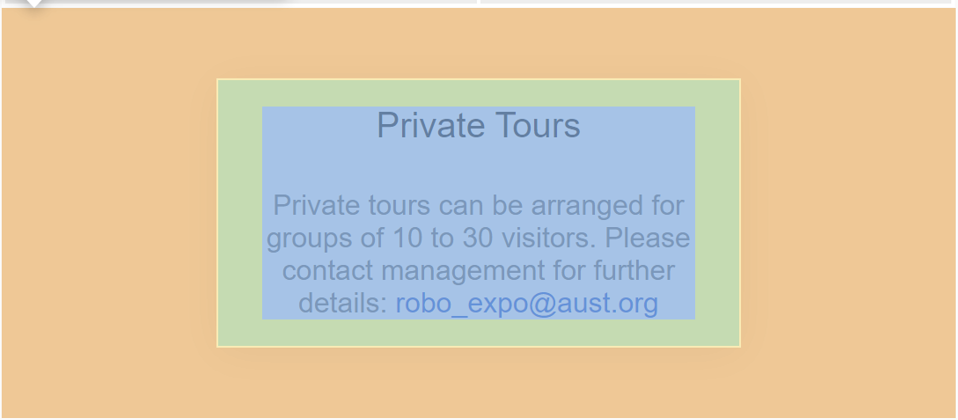 Private Tours
Private tours can be arranged for
groups of 10 to 30 visitors. Please
contact management for further
details: robo_expo@aust.org